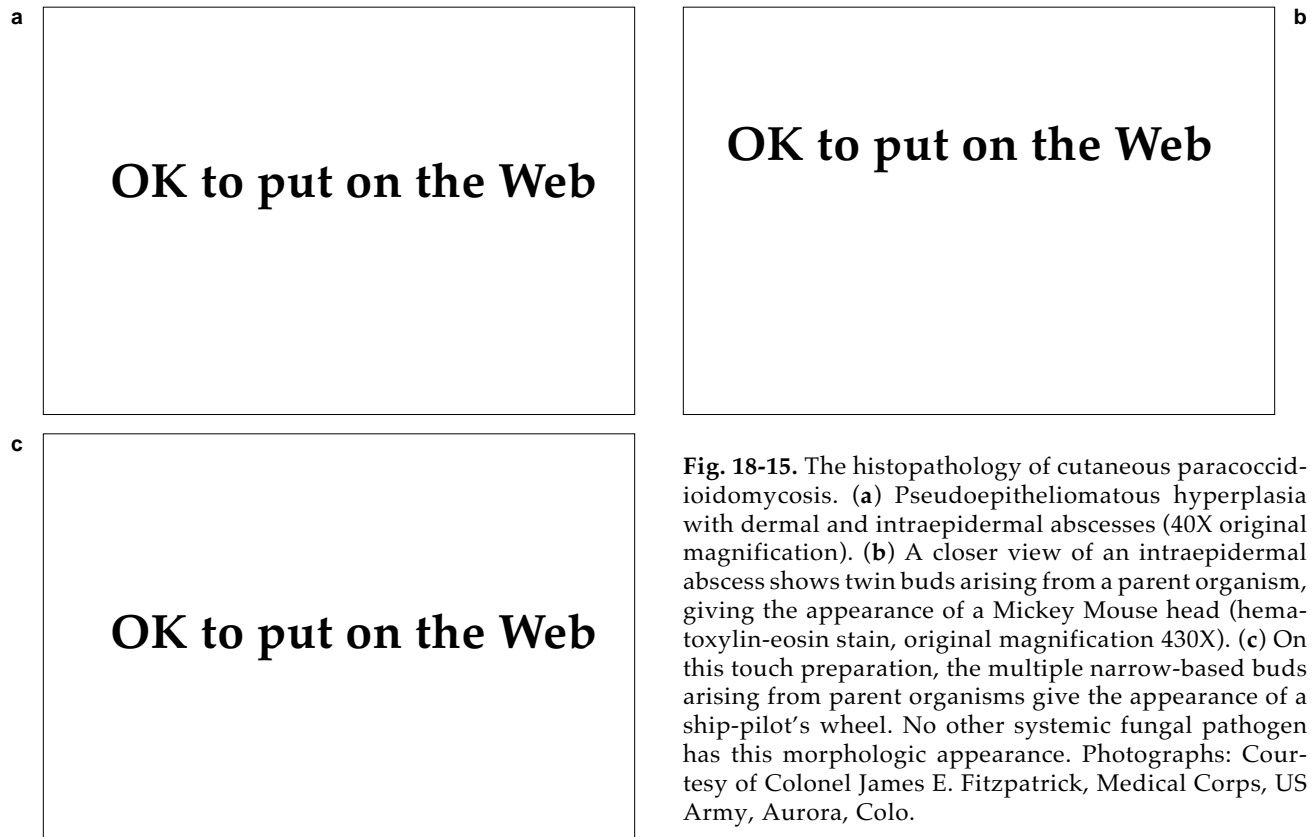 a
OK to put on the Web
b
OK to put on the Web
c
OK to put on the Web
Fig. 18-15. The histopathology of cutaneous paracoccid-
ioidomycosis. (a) Pseudoepitheliomatous hyperplasia
with dermal and intraepidermal abscesses (40X original
magnification). (b) A closer view of an intraepidermal
abscess shows twin buds arising from a parent organism,
giving the appearance of a Mickey Mouse head (hema-
toxylin-eosin stain, original magnification 430X). (c) On
this touch preparation, the multiple narrow-based buds
arising from parent organisms give the appearance of a
ship-pilot's wheel. No other systemic fungal pathogen
has this morphologic appearance. Photographs: Cour-
tesy of Colonel James E. Fitzpatrick, Medical Corps, US
Army, Aurora, Colo.